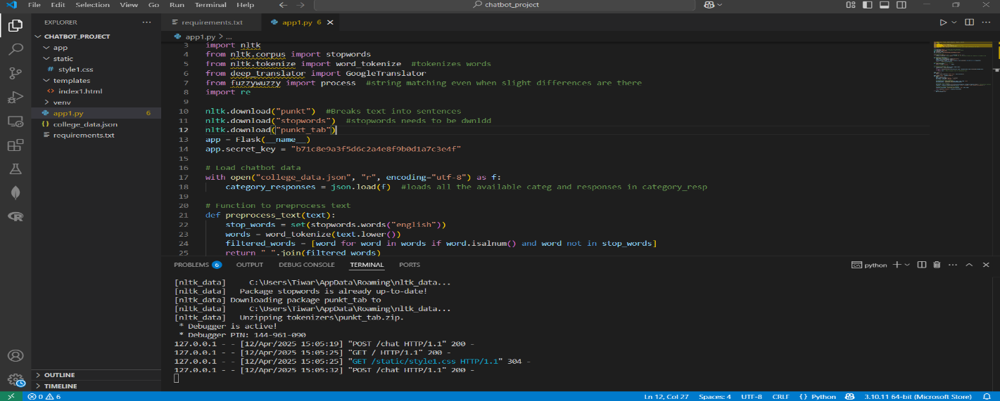 File Edit Selection View Go Run Terminal Help
chatbot_project
EXPLORER
CHATBOT_PROJECT
app
static
# style1.css
templates
<> index1.html
venv
app1.py 6
{} college_data.json
requirements.txt
OUTLINE
TIMELINE
requirements.txt
app1.py 6
app1.py > ...
3 import nltk
4 from nltk.corpus import stopwords
5 from nltk.tokenize import word_tokenize #tokenizes words
6 from deep_translator import GoogleTranslator
7 from fuzzywuzzy import process #string matching even when slight differences are there
8 import re
9
10 nltk.download("punkt") #Breaks text into sentences
11 nltk.download("stopwords") #stopwords needs to be dwnldd
12 nltk.download("punkt_tab")
13 app = Flask(__name__)
14 app.secret_key = "b71c8e9a3f5d6c2a4e8f9b0d1a7c3e4f"
15
16 # Load chatbot data
17 with open("college_data.json", "r", encoding="utf-8") as f:
18 category_responses = json.load(f) #loads all the available categ and responses in category_resp
19
20 # Function to preprocess text
21 def preprocess_text(text):
22 stop_words = set(stopwords.words("english"))
23 words = word_tokenize(text.lower())
24 filtered_words = [word for word in words if word.isalnum() and word not in stop_words]
25 return " ".join(filtered_words)
PROBLEMS 6 OUTPUT DEBUG CONSOLE TERMINAL PORTS
python
[nltk_data] C:\Users\Tiwar\AppData\Roaming\nltk_data...
[nltk_data] Package stopwords is already up-to-date!
[nltk_data] Downloading package punkt_tab to
[nltk_data] C:\Users\Tiwar\AppData\Roaming\nltk_data...
[nltk_data] Unzipping tokenizers\punkt_tab.zip.
* Debugger is active!
* Debugger PIN: 144-961-090
127.0.0.1 - - [12/Apr/2025 15:05:19] "POST /chat HTTP/1.1" 200 -
127.0.0.1 - - [12/Apr/2025 15:05:25] "GET / HTTP/1.1" 200 -
127.0.0.1 - - [12/Apr/2025 15:05:25] "GET /static/style1.css HTTP/1.1" 304 -
127.0.0.1 - - [12/Apr/2025 15:05:32] "POST /chat HTTP/1.1" 200 -
0 6 Ln 12, Col 27 Spaces: 4 UTF-8 CRLF {} Python 3.10.11 64-bit (Microsoft Store)